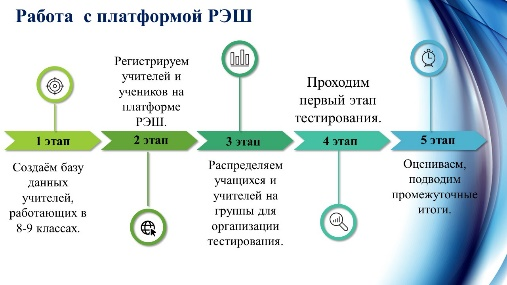 Работа с платформой РЭШ
1 этап
Создаём базу
данных
учителей,
работающих в
8-9 классах.
Регистрируем
учителей и
учеников на
платформе
РЭШ.
2 этап
3 этап
Распределяем
учащихся и
учителей на
группы для
организации
тестирования.
Проходим
первый этап
тестирования.
4 этап
5 этап
Оцениваем,
подводим
промежуточные
итоги.